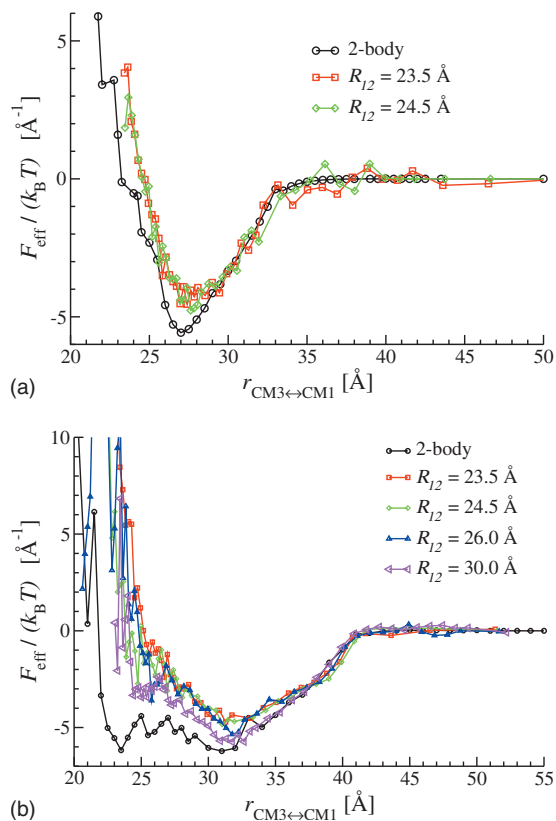 5
0
-5
F_eff / (k_B T) [Å⁻¹]
2-body
R_12 = 23.5 Å
R_12 = 24.5 Å
20 25 30 35 40 45 50
r_CM3↔CM1 [Å]
(a)
10
5
0
-5
F_eff / (k_B T) [Å⁻¹]
2-body
R_12 = 23.5 Å
R_12 = 24.5 Å
R_12 = 26.0 Å
R_12 = 30.0 Å
20 25 30 35 40 45 50 55
r_CM3↔CM1 [Å]
(b)